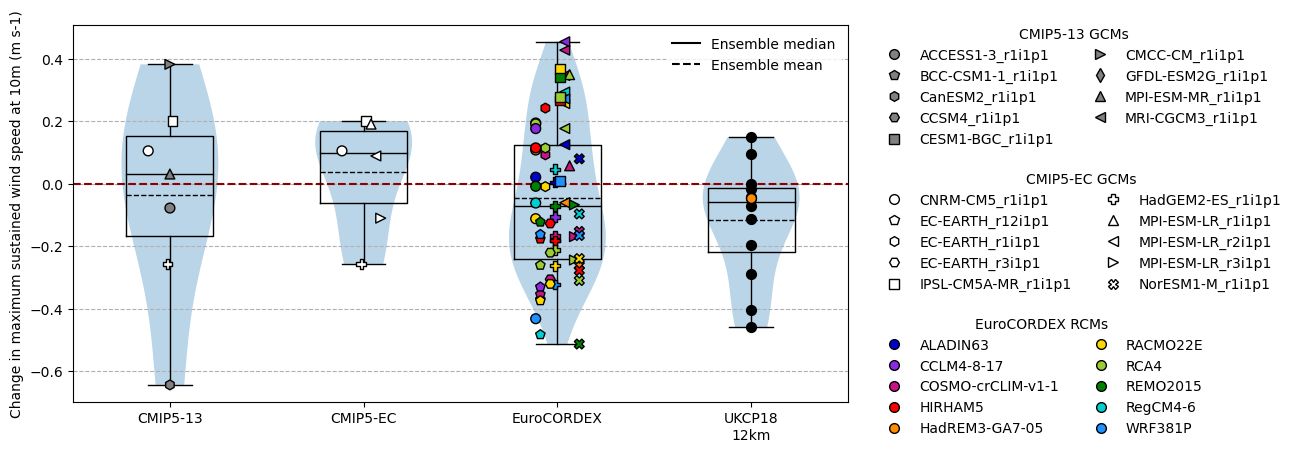 Change in maximum sustained wind speed at 10m (m s-1)
0.4
0.2
0.0
−0.2
−0.4
−0.6
Ensemble median
Ensemble mean
CMIP5-13
CMIP5-EC
EuroCORDEX
UKCP18
12km
CMIP5-13 GCMs
ACCESS1-3_r1i1p1
BCC-CSM1-1_r1i1p1
CanESM2_r1i1p1
CCSM4_r1i1p1
CESM1-BGC_r1i1p1
CMCC-CM_r1i1p1
GFDL-ESM2G_r1i1p1
MPI-ESM-MR_r1i1p1
MRI-CGCM3_r1i1p1
CMIP5-EC GCMs
CNRM-CM5_r1i1p1
EC-EARTH_r12i1p1
EC-EARTH_r1i1p1
EC-EARTH_r3i1p1
IPSL-CM5A-MR_r1i1p1
HadGEM2-ES_r1i1p1
MPI-ESM-LR_r1i1p1
MPI-ESM-LR_r2i1p1
MPI-ESM-LR_r3i1p1
NorESM1-M_r1i1p1
EuroCORDEX RCMs
ALADIN63
CCLM4-8-17
COSMO-crCLIM-v1-1
HIRHAM5
HadREM3-GA7-05
RACMO22E
RCA4
REMO2015
RegCM4-6
WRF381P